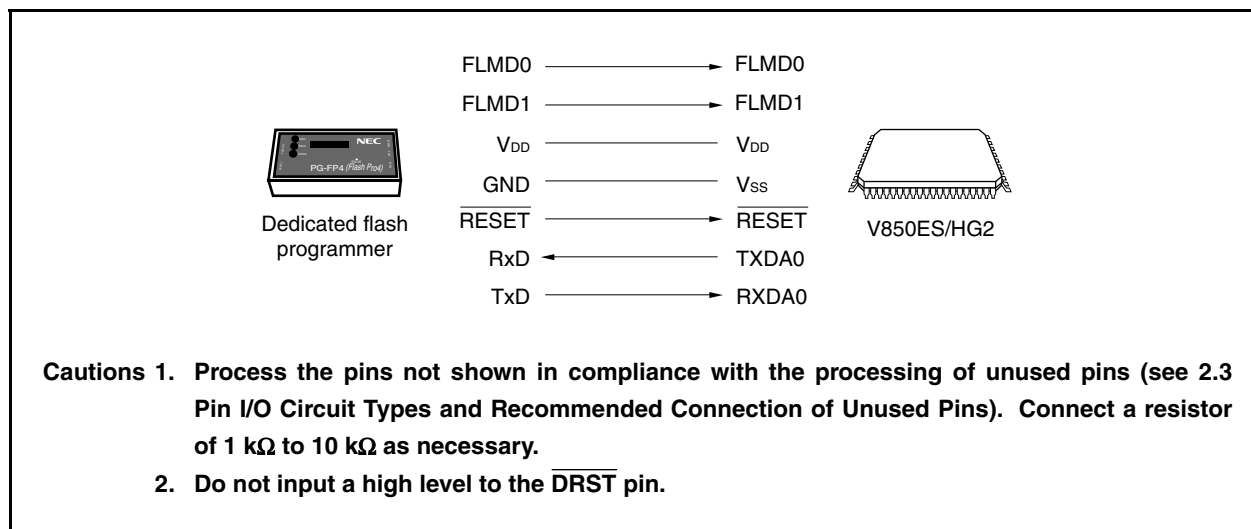 FLMD0 FLMD0
FLMD1 FLMD1
NEC
PG-FP4 (Flash Pro4)
VDD VDD
GND VSS
RESET RESET
Dedicated flash
programmer
V850ES/HG2
RxD TXDA0
TxD RXDA0
Cautions 1. Process the pins not shown in compliance with the processing of unused pins (see 2.3
Pin I/O Circuit Types and Recommended Connection of Unused Pins). Connect a resistor
of 1 kΩ to 10 kΩ as necessary.
2. Do not input a high level to the DRST pin.